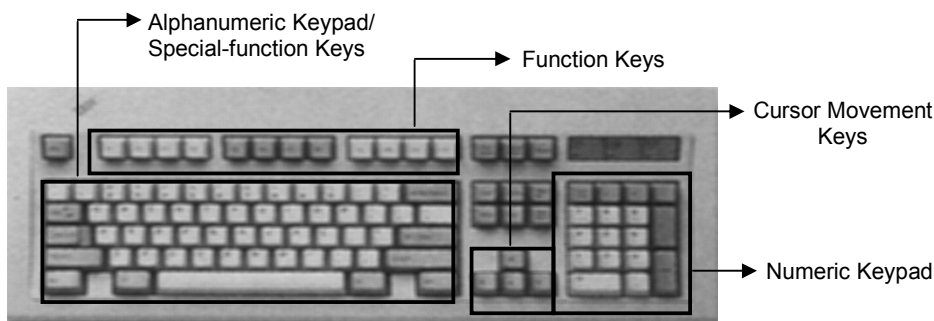 Alphanumeric Keypad/
Special-function Keys
Function Keys
Cursor Movement
Keys
Numeric Keypad